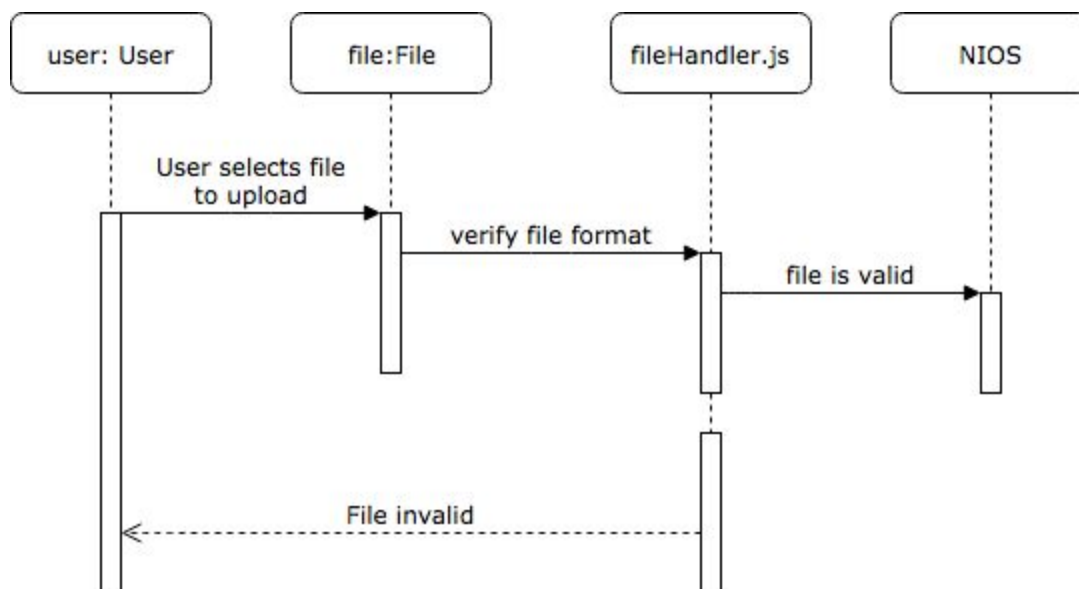 user: User
file:File
fileHandler.js
NIOS
User selects file
to upload
verify file format
file is valid
File invalid